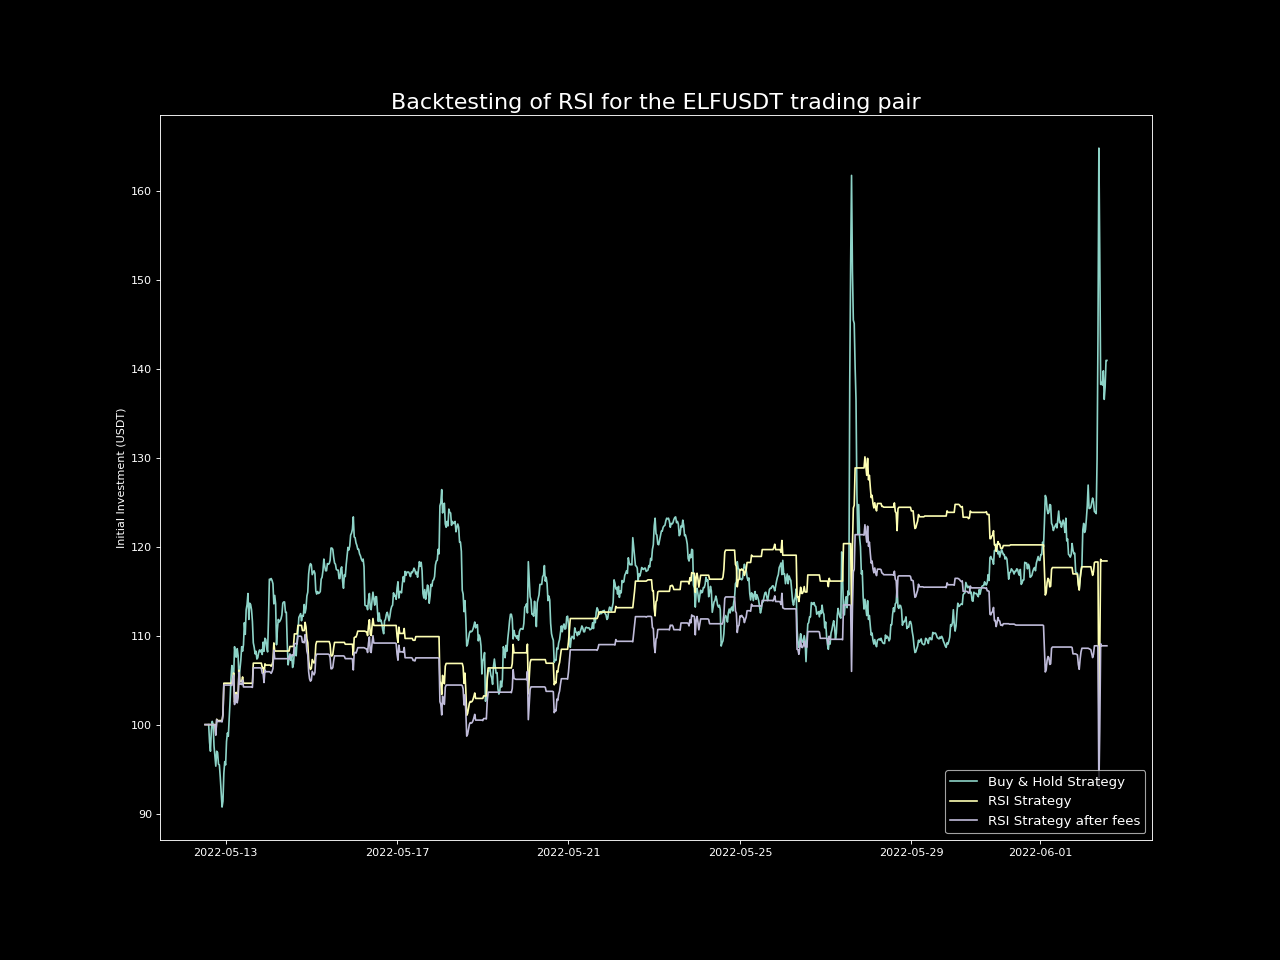 Backtesting of RSI for the ELFUSDT trading pair
160
150
140
130
120
110
100
90
Initial Investment (USDT)
Buy & Hold Strategy
RSI Strategy
RSI Strategy after fees
2022-05-13 2022-05-17 2022-05-21 2022-05-25 2022-05-29 2022-06-01